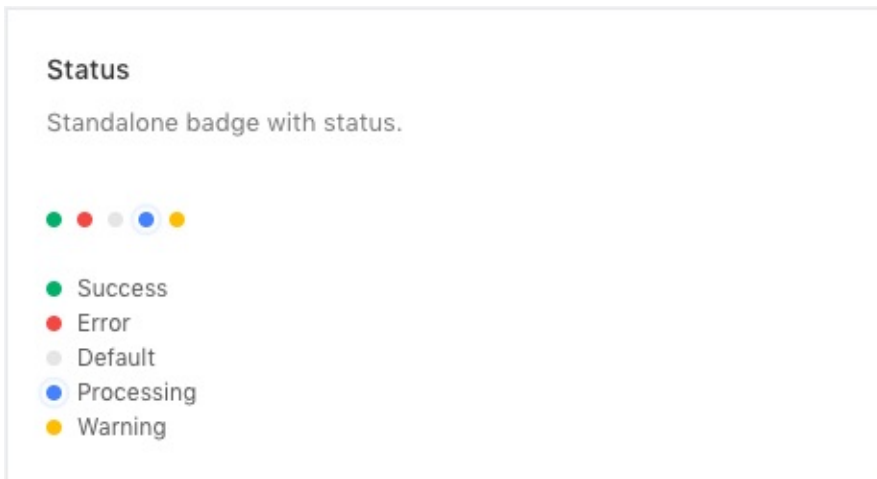 Status
Standalone badge with status.
Success
Error
Default
Processing
Warning